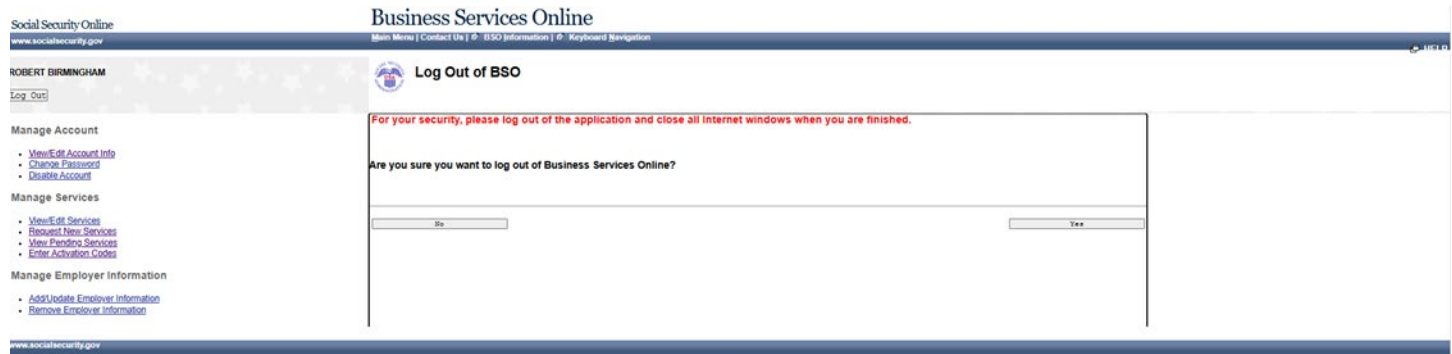 Social Security Online
Business Services Online
www.socialsecurity.gov
Main Menu | Contact Us | BSO Information | Keyboard Navigation
HELP
ROBERT BIRMINGHAM
Log Out
Log Out of BSO
Manage Account
View/Edit Account Info
Change Password
Disable Account
Manage Services
View/Edit Services
Request New Services
View Pending Services
Enter Activation Codes
Manage Employer Information
Add/Update Employer Information
Remove Employer Information
For your security, please log out of the application and close all Internet windows when you are finished.
Are you sure you want to log out of Business Services Online?
No
Yes
www.socialsecurity.gov